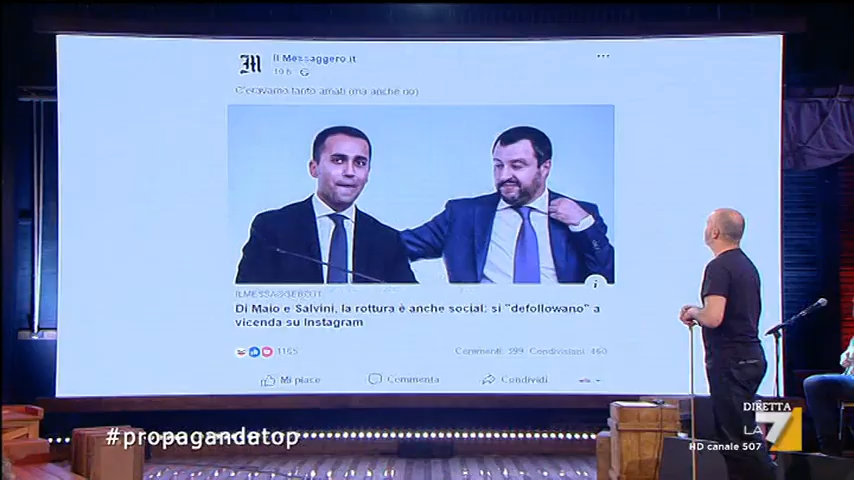 Il Messaggero.it
10 h
C'eravamo tanto amati (ma anche no)
ILMESSAGGERO.IT
Di Maio e Salvini, la rottura è anche social: si "defollowano" a
vicenda su Instagram
1165
Commenti: 399 Condivisioni: 460
Mi piace
Commenta
Condividi
#propagandatop
DIRETTA
LA 7
HD canale 507